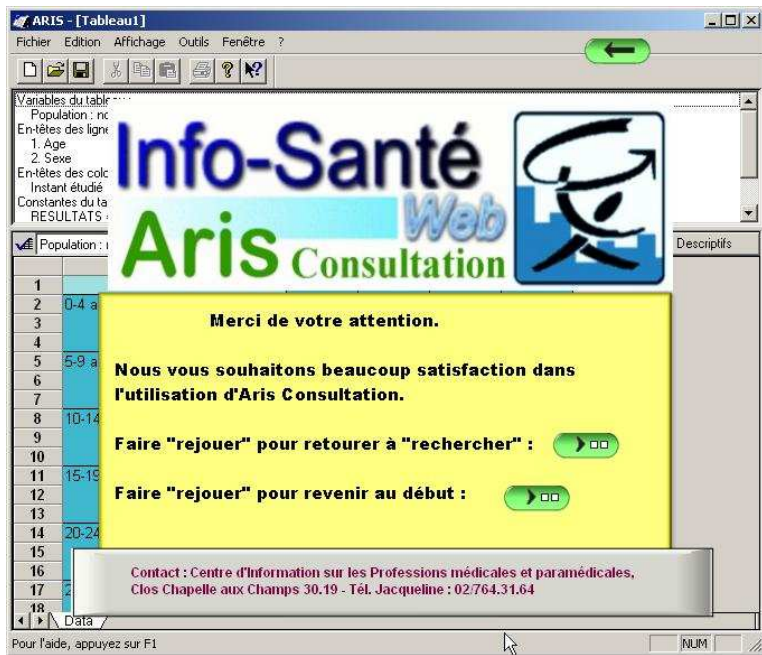 ARIS - [Tableau1]
Fichier Edition Affichage Outils Fenêtre ?
Variables du
Population :
En-têtes des
1. Age
2. Sexe
En-têtes des
Instant étudié
Constantes du
RESULTATS
Info-Santé
Web
Aris Consultation
Population :
Descriptifs
1
2 0-4
3
4
5 5-9
6
7
8 10-14
9
10
11 15-19
12
13
14 20-24
15
16
17
18
Merci de votre attention.
Nous vous souhaitons beaucoup satisfaction dans
l'utilisation d'Aris Consultation.
Faire "rejouer" pour retourer à "rechercher" :
Faire "rejouer" pour revenir au début :
Contact : Centre d'Information sur les Professions médicales et paramédicales,
Clos Chapelle aux Champs 30.19 - Tél. Jacqueline : 02/764.31.64
Data
Pour l'aide, appuyez sur F1
NUM